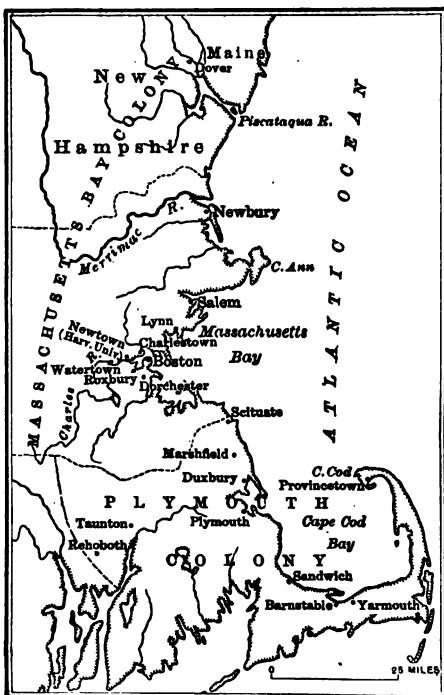 Maine
New
Dover
Piscataqua R.
Hampshire
MASSACHUSETTS BAY COLONY
ATLANTIC OCEAN
Newbury
Merrimac R.
C. Ann
Salem
Lynn
Massachusetts
Bay
Charlestown
Newtown
(Harv. Univ.)
Boston
Watertown
Roxbury
Dorchester
Charles R.
Scituate
Marshfield
Duxbury
C. Cod
Provincetown
PLYMOUTH
Taunton
Plymouth
Cape Cod
Bay
Rehoboth
COLONY
Sandwich
Barnstable
Yarmouth
0 25 MILES